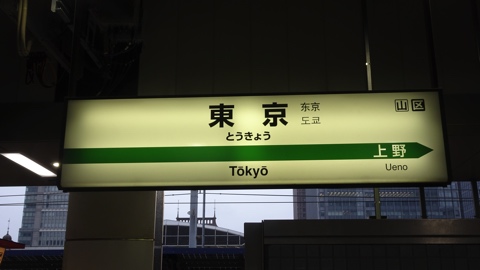 東京
东京
도쿄
山 区
とうきょう
上野
Tōkyō
Ueno